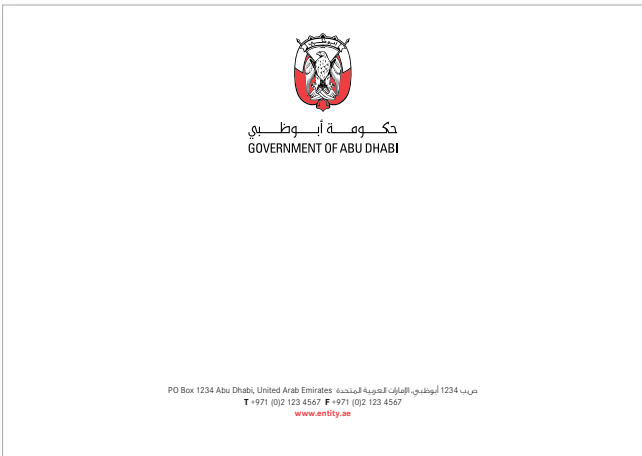 أبوظبي
حكومة أبوظبي
GOVERNMENT OF ABU DHABI
PO Box 1234 Abu Dhabi, United Arab Emirates ص.ب 1234 أبوظبي، الإمارات العربية المتحدة
T +971 (0)2 123 4567 F +971 (0)2 123 4567
www.entity.ae